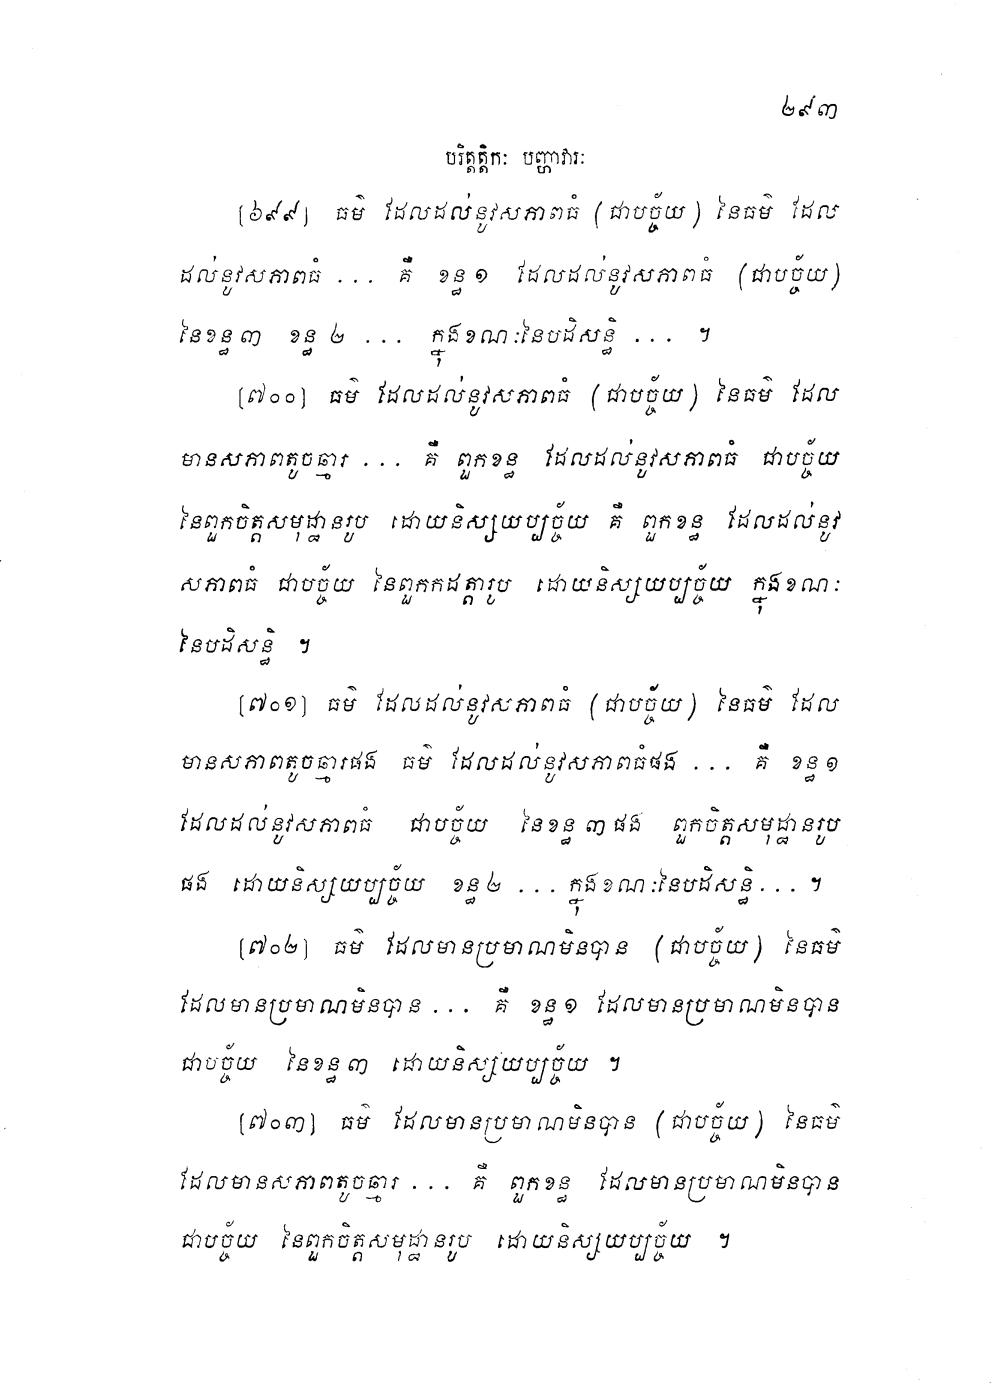 ២៩៣
បរិត្តត្តិកៈ បញ្ហាវារៈ
[៦៩៩] ធម៌ ដែលដល់នូវសភាពធំ (ជាបច្ច័យ) នៃធម៌ ដែល
ដល់នូវសភាពធំ ... គឺ ខន្ធ ១ ដែលដល់នូវសភាពធំ (ជាបច្ច័យ)
នៃខន្ធ ៣ ខន្ធ ២ ... ក្នុងខណៈនៃបដិសន្ធិ ... ។
[៧០០] ធម៌ ដែលដល់នូវសភាពធំ (ជាបច្ច័យ) នៃធម៌ ដែល
មានសភាពតូចឆ្មារ ... គឺ ពួកខន្ធ ដែលដល់នូវសភាពធំ ជាបច្ច័យ
នៃពួកចិត្តសមុដ្ឋានរូប ដោយនិស្សយប្បច្ច័យ គឺ ពួកខន្ធ ដែលដល់នូវ
សភាពធំ ជាបច្ច័យ នៃពួកកដត្តារូប ដោយនិស្សយប្បច្ច័យ ក្នុងខណៈ
នៃបដិសន្ធិ ។
[៧០១] ធម៌ ដែលដល់នូវសភាពធំ (ជាបច្ច័យ) នៃធម៌ ដែល
មានសភាពតូចឆ្មារផង ធម៌ ដែលដល់នូវសភាពធំផង ... គឺ ខន្ធ ១
ដែលដល់នូវសភាពធំ ជាបច្ច័យ នៃខន្ធ ៣ ផង ពួកចិត្តសមុដ្ឋានរូប
ផង ដោយនិស្សយប្បច្ច័យ ខន្ធ ២ ... ក្នុងខណៈនៃបដិសន្ធិ ... ។
[៧០២] ធម៌ ដែលមានប្រមាណមិនបាន (ជាបច្ច័យ) នៃធម៌
ដែលមានប្រមាណមិនបាន ... គឺ ខន្ធ ១ ដែលមានប្រមាណមិនបាន
ជាបច្ច័យ នៃខន្ធ ៣ ដោយនិស្ស័យប្បច្ច័យ ។
[៧០៣] ធម៌ ដែលមានប្រមាណមិនបាន (ជាបច្ច័យ) នៃធម៌
ដែលមានសភាពតូចឆ្មារ ... គឺ ពួកខន្ធ ដែលមានប្រមាណមិនបាន
ជាបច្ច័យ នៃពួកចិត្តសមុដ្ឋានរូប ដោយនិស្សយប្បច្ច័យ ។